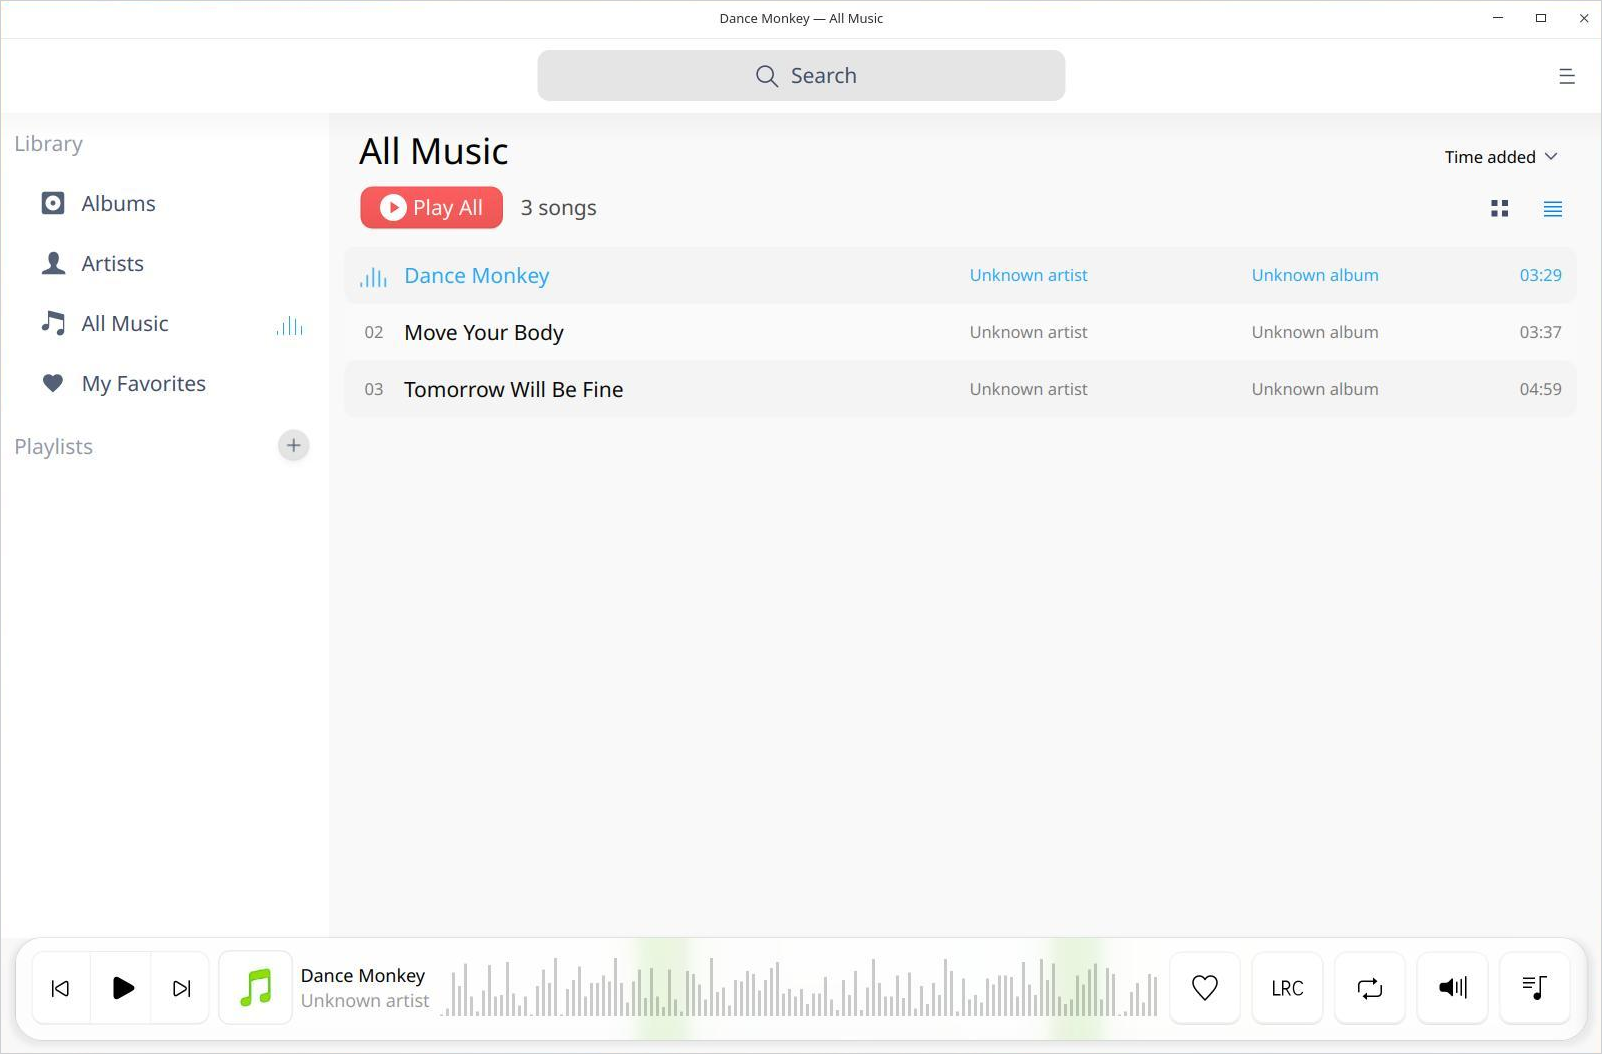 Dance Monkey — All Music
Search
Library
Albums
Artists
All Music
My Favorites
Playlists
All Music
Time added
Play All 3 songs
Dance Monkey Unknown artist Unknown album 03:29
02 Move Your Body Unknown artist Unknown album 03:37
03 Tomorrow Will Be Fine Unknown artist Unknown album 04:59
Dance Monkey
Unknown artist
LRC